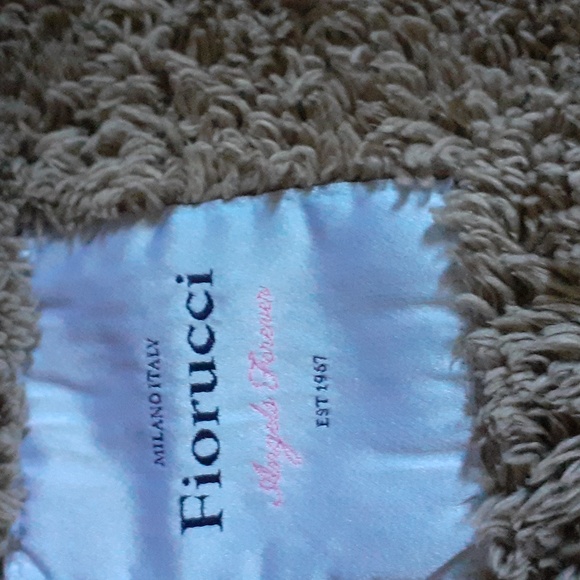 MILANO ITALY
Fiorucci
Angels Forever
EST 1967